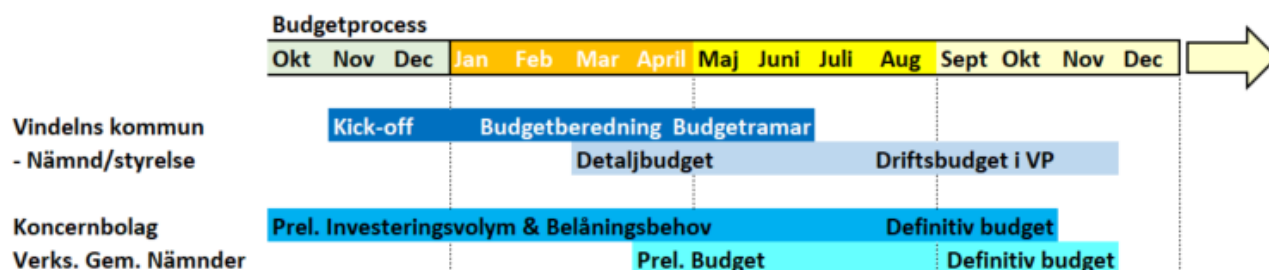 Budgetprocess
Okt Nov Dec Jan Feb Mar April Maj Juni Juli Aug Sept Okt Nov Dec
Vindelns kommun Kick-off Budgetberedning Budgetramar
- Nämnd/styrelse Detaljbudget Driftsbudget i VP
Koncernbolag Prel. Investeringsvolym & Belåningsbehov Definitiv budget
Verks. Gem. Nämnder Prel. Budget Definitiv budget